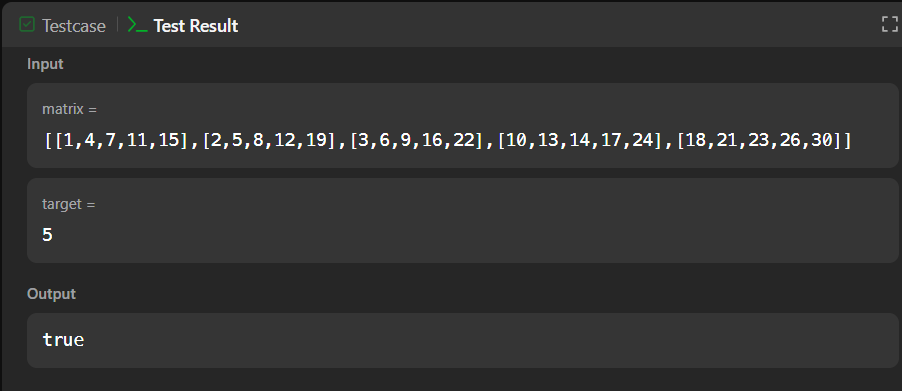 Testcase Test Result
Input
matrix =
[[1,4,7,11,15],[2,5,8,12,19],[3,6,9,16,22],[10,13,14,17,24],[18,21,23,26,30]]
target =
5
Output
true